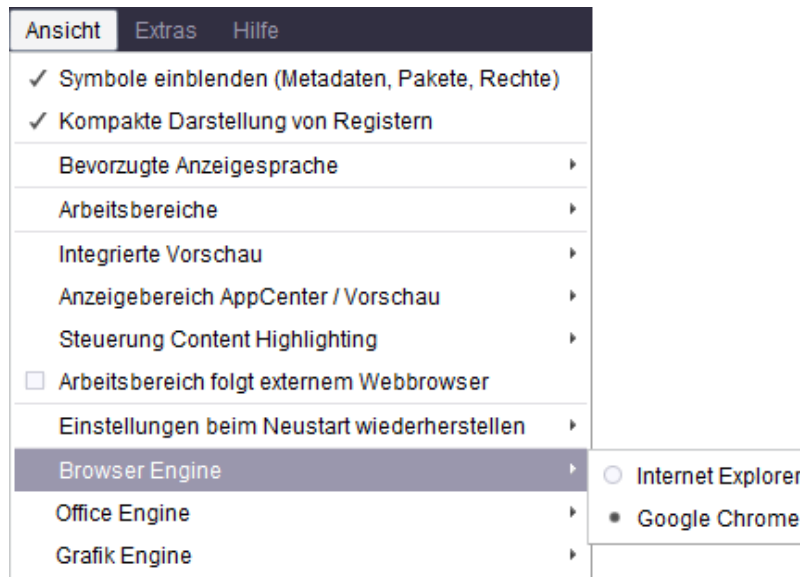 Ansicht Extras Hilfe
Symbole einblenden (Metadaten, Pakete, Rechte)
Kompakte Darstellung von Registern
Bevorzugte Anzeigesprache
Arbeitsbereiche
Integrierte Vorschau
Anzeigebereich AppCenter / Vorschau
Steuerung Content Highlighting
Arbeitsbereich folgt externem Webbrowser
Einstellungen beim Neustart wiederherstellen
Browser Engine
Internet Explorer
Google Chrome
Office Engine
Grafik Engine